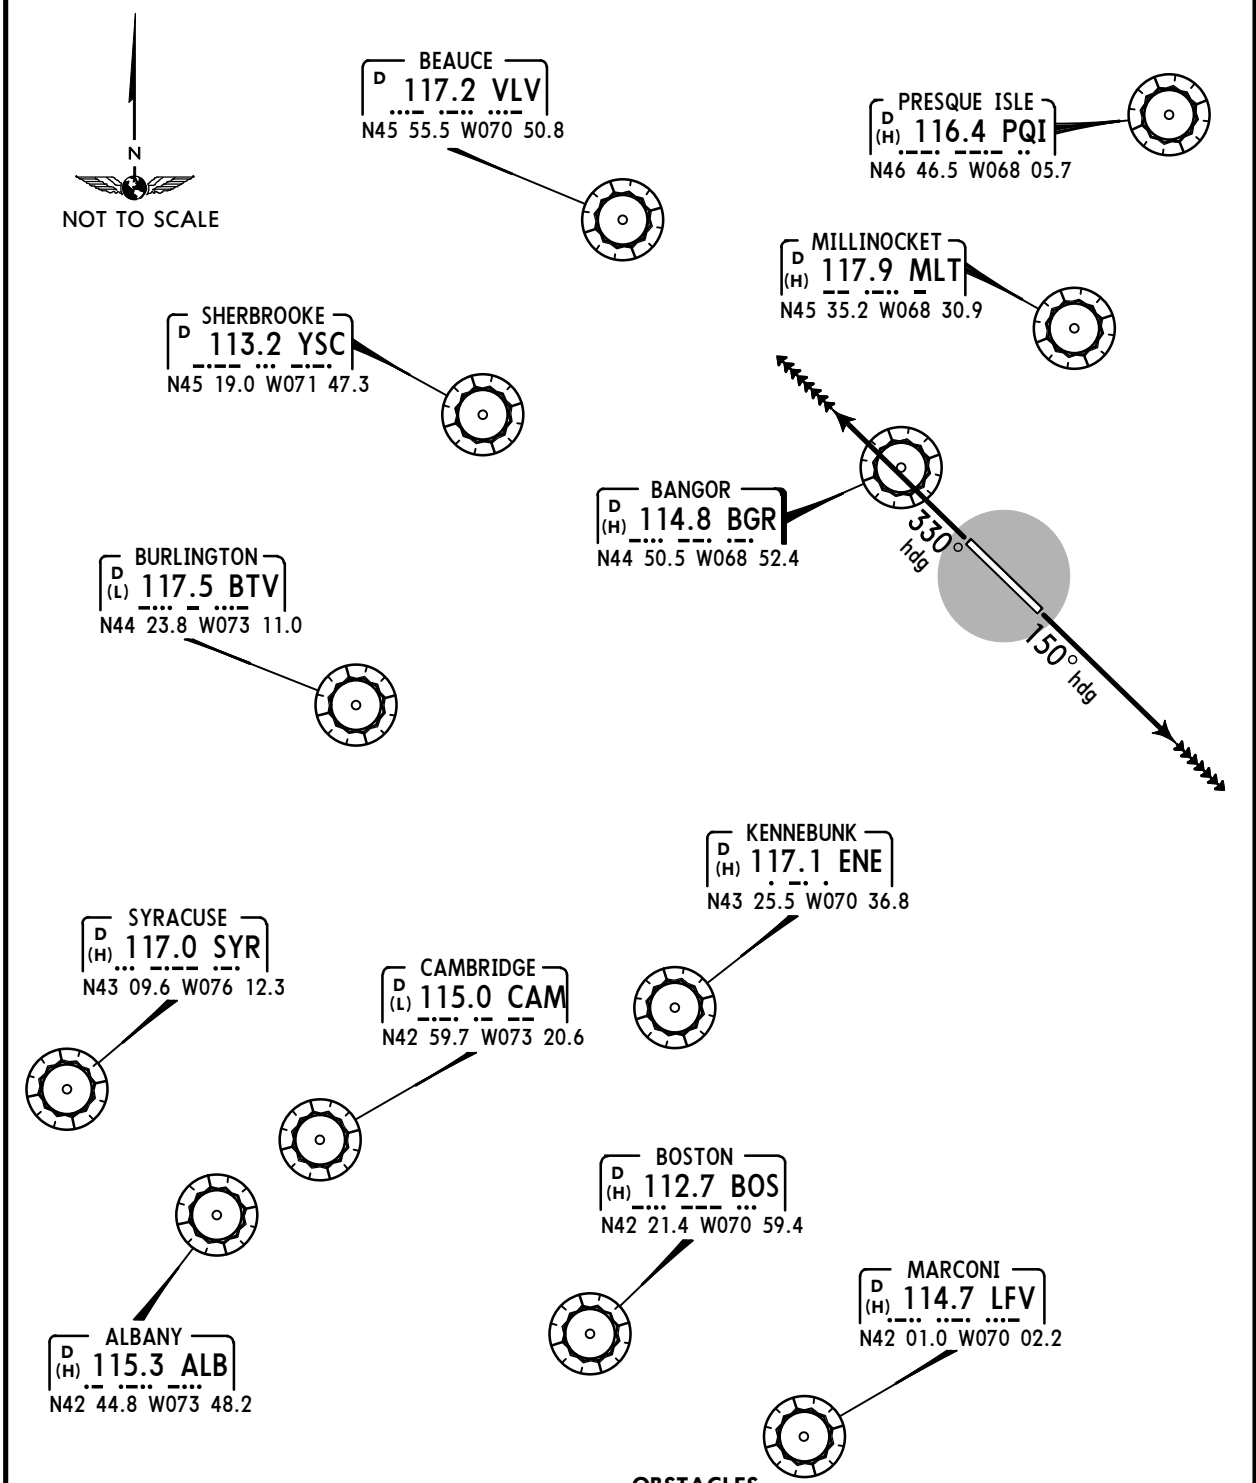 BEAUCE
D 117.2 VLV
N45 55.5 W070 50.8
PRESQUE ISLE
D (H) 116.4 PQI
N46 46.5 W068 05.7
N
NOT TO SCALE
MILLINOCKET
D (H) 117.9 MLT
N45 35.2 W068 30.9
SHERBROOKE
D 113.2 YSC
N45 19.0 W071 47.3
BANGOR
D (H) 114.8 BGR
N44 50.5 W068 52.4
330°
hdg
150° hdg
BURLINGTON
D (L) 117.5 BTV
N44 23.8 W073 11.0
KENNEBUNK
D (H) 117.1 ENE
N43 25.5 W070 36.8
SYRACUSE
D (H) 117.0 SYR
N43 09.6 W076 12.3
CAMBRIDGE
D (L) 115.0 CAM
N42 59.7 W073 20.6
BOSTON
D (H) 112.7 BOS
N42 21.4 W070 59.4
MARCONI
D (H) 114.7 LFV
N42 01.0 W070 02.2
ALBANY
D (H) 115.3 ALB
N42 44.8 W073 48.2
OBSTACLES